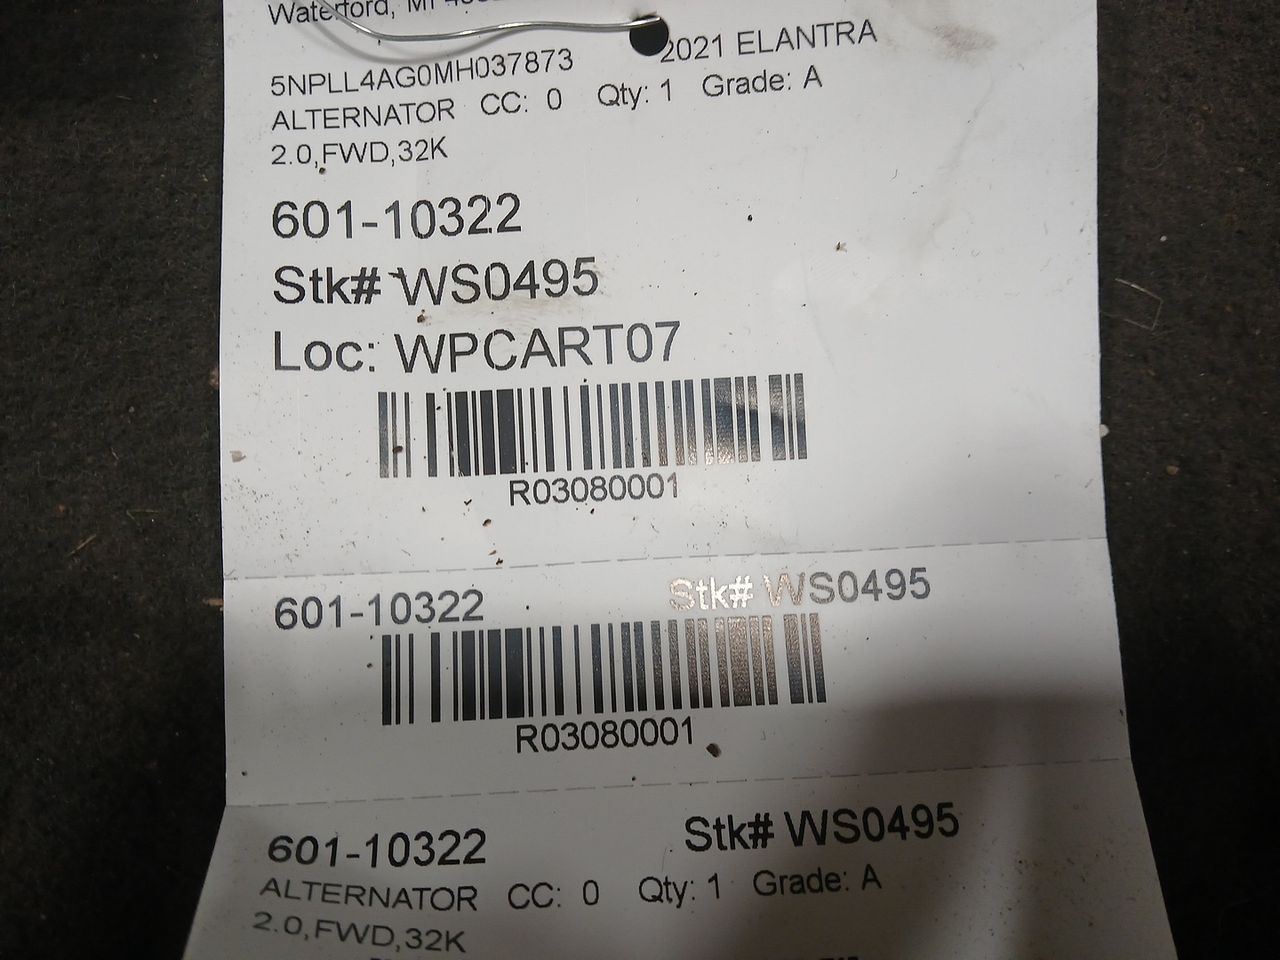 Waterford, MI
5NPLL4AG0MH037873 2021 ELANTRA
ALTERNATOR CC: 0 Qty: 1 Grade: A
2.0,FWD,32K
601-10322
Stk# WS0495
Loc: WPCART07
R03080001
601-10322 Stk# WS0495
R03080001
601-10322 Stk# WS0495
ALTERNATOR CC: 0 Qty: 1 Grade: A
2.0,FWD,32K